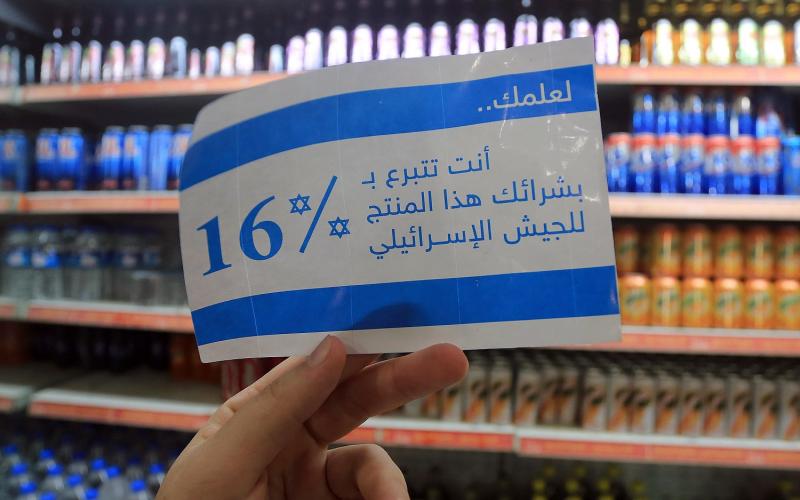 لعلمك..
أنت تتبرع بـ
بشرائك هذا المنتج
للجيش الإسرائيلي
16%